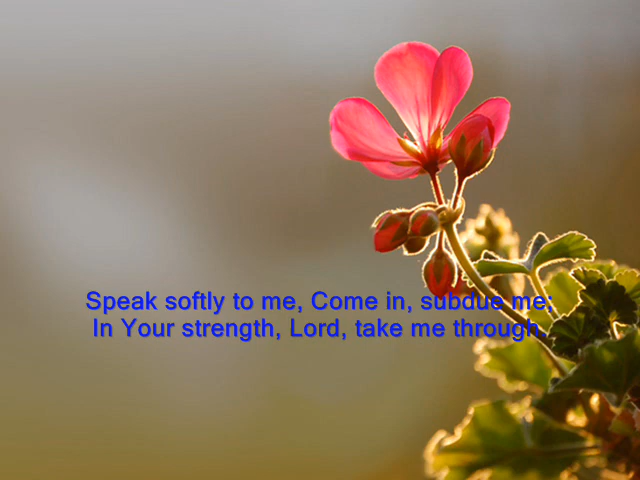 Speak softly to me, Come in, subdue me;
In Your strength, Lord, take me through.